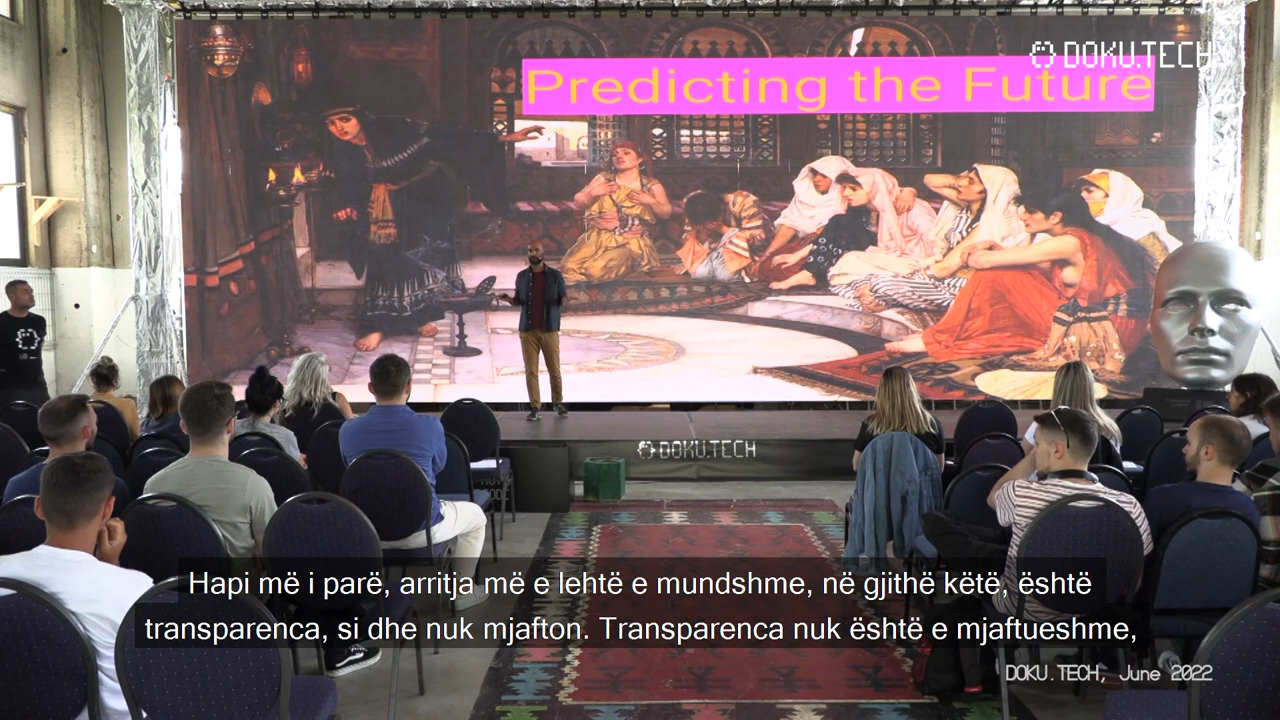 DOKU.TECH
Predicting the Future
DOKU.TECH
Hapi më i parë, arritja më e lehtë e mundshme, në gjithë këtë, është
transparenca, si dhe nuk mjafton. Transparenca nuk është e mjaftueshme,
DOKU.TECH, June 2022